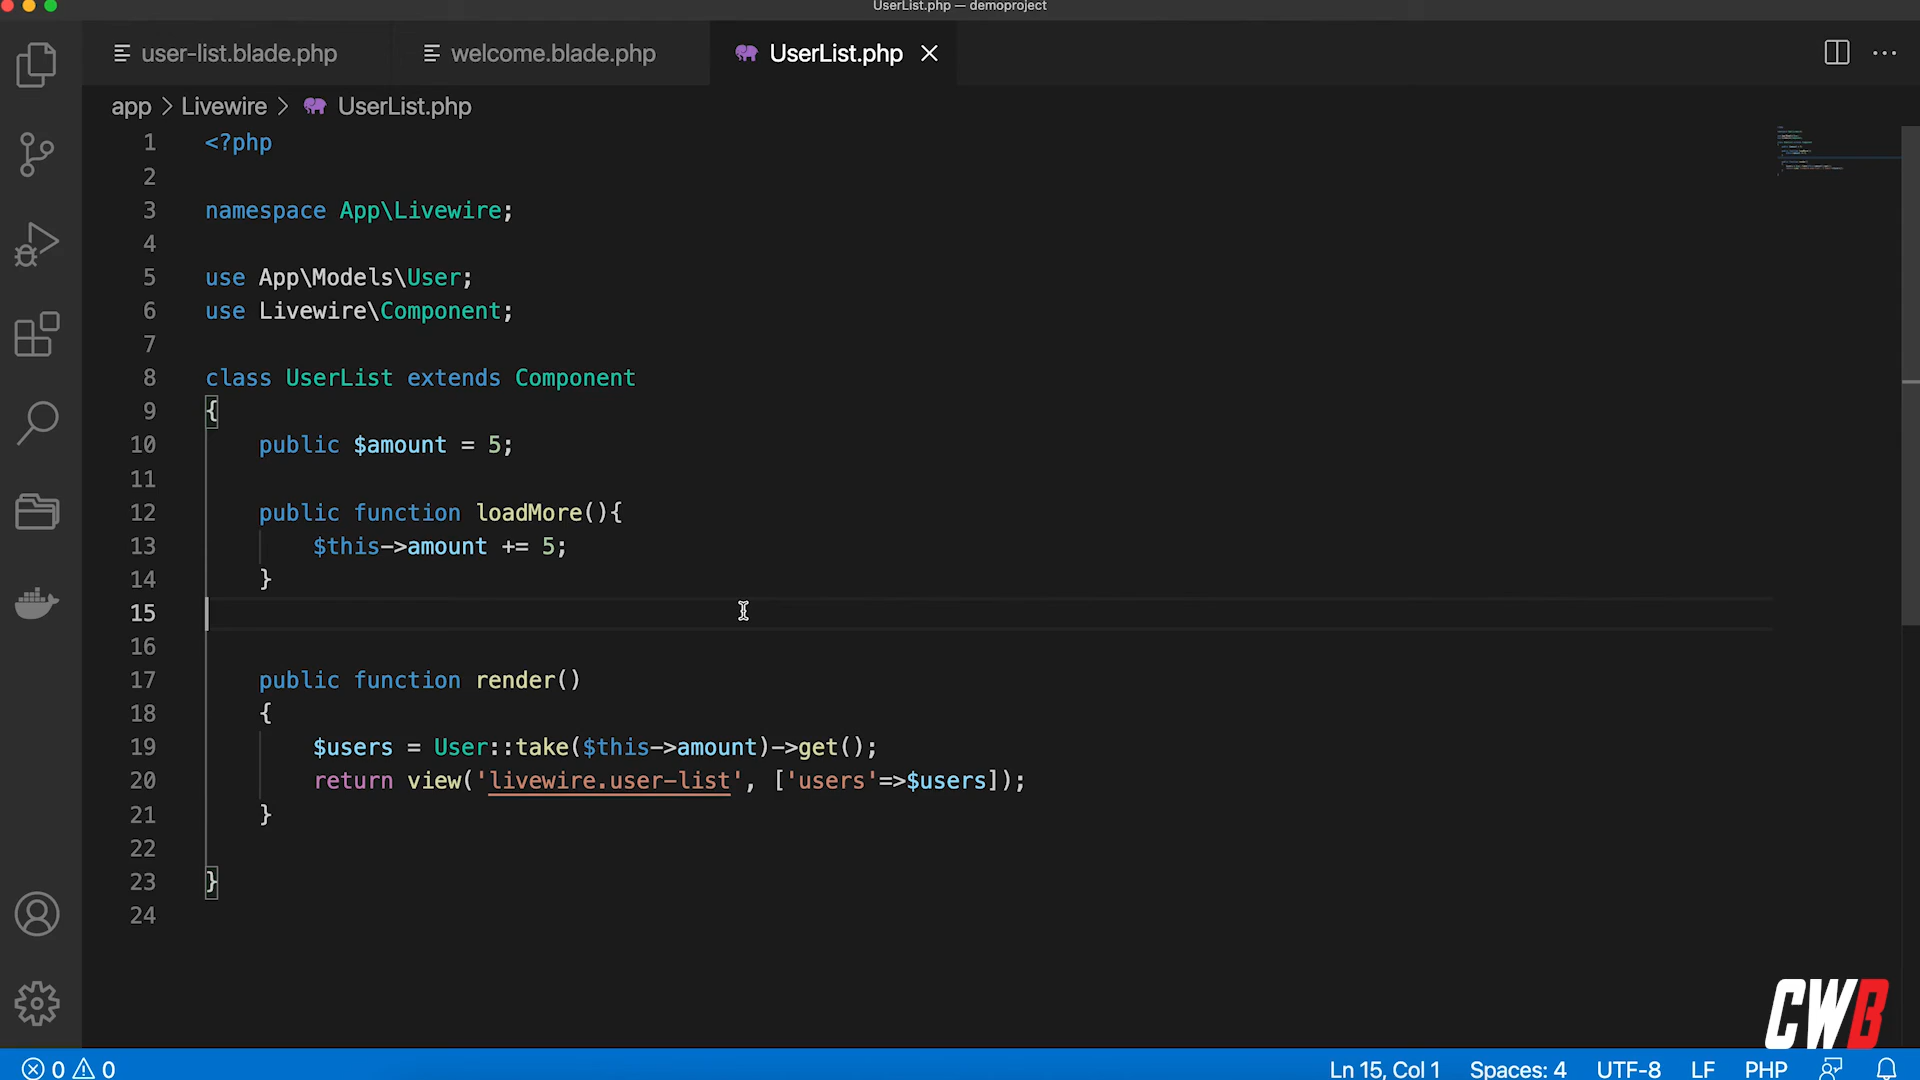 UserList.php — demoproject
user-list.blade.php
welcome.blade.php
UserList.php
app > Livewire > UserList.php
1 <?php
2
3 namespace App\Livewire;
4
5 use App\Models\User;
6 use Livewire\Component;
7
8 class UserList extends Component
9 {
10 public $amount = 5;
11
12 public function loadMore(){
13 $this->amount += 5;
14 }
15
16
17 public function render()
18 {
19 $users = User::take($this->amount)->get();
20 return view('livewire.user-list', ['users'=>$users]);
21 }
22
23 }
24
CWB
0 0 Ln 15, Col 1 Spaces: 4 UTF-8 LF PHP